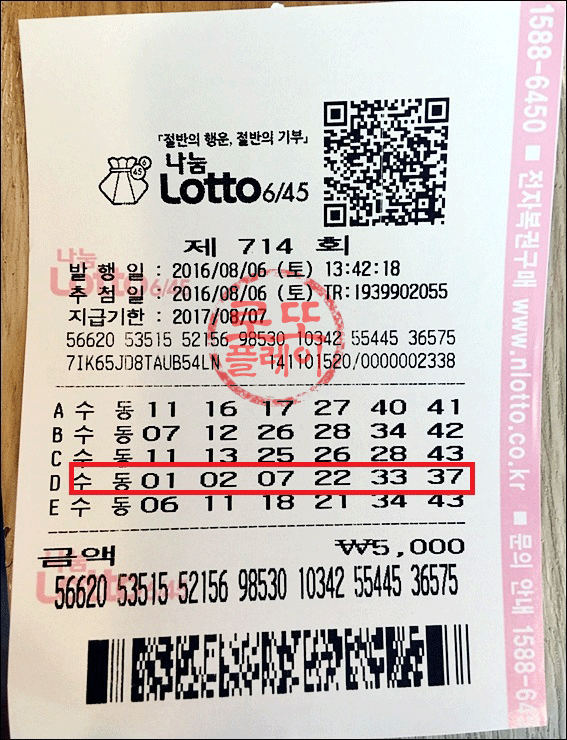 「절반의 행운, 절반의 기부」
나눔
Lotto 6/45
제 714 회
발 행 일 : 2016/08/06 (토) 13:42:18
추 첨 일 : 2016/08/06 (토) TR:1939902055
지급기한 : 2017/08/07
56620 53515 52156 98530 10342 55445 36575
7IK65JD8TAUB54LN 14101520/0000002338
로또
플레이
A 수 동 11 16 17 27 40 41
B 수 동 07 12 26 28 34 42
C 수 동 11 13 25 26 28 43
D 수 동 01 02 07 22 33 37
E 수 동 06 11 18 21 34 43
금액 ₩5,000
56620 53515 52156 98530 10342 55445 36575
1588-6450 ■ 전자복권구매 www.nlotto.co.kr ■ 문의 안내 1588-64